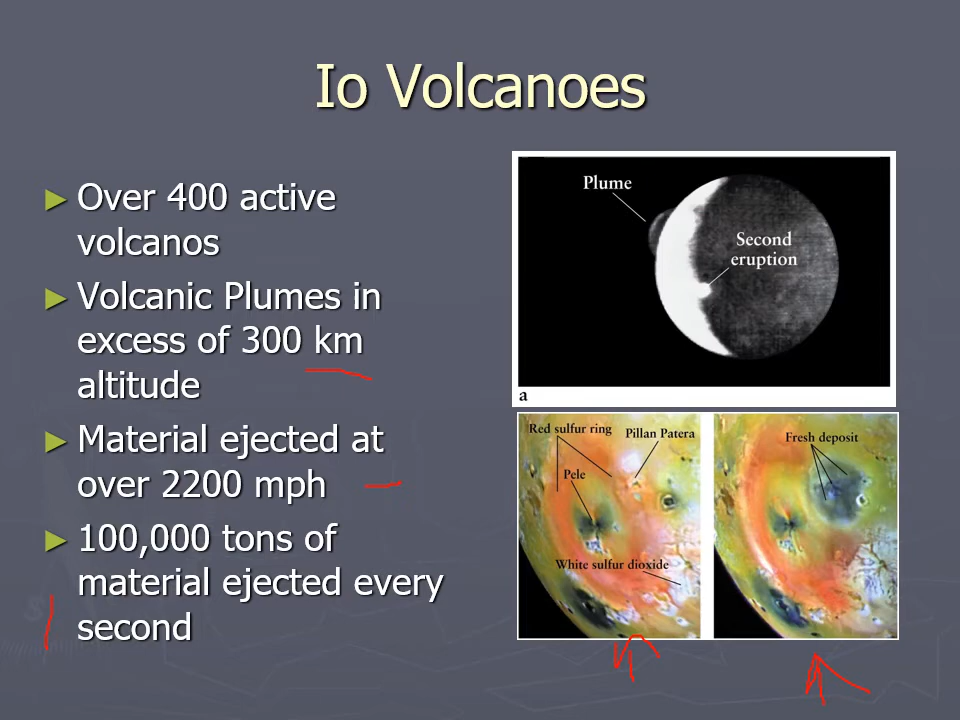 Io Volcanoes
► Over 400 active
volcanos
► Volcanic Plumes in
excess of 300 km
altitude
► Material ejected at
over 2200 mph
► 100,000 tons of
material ejected every
second
Plume
Second
eruption
a
Red sulfur ring
Pillan Patera
Pele
White sulfur dioxide
Fresh deposit